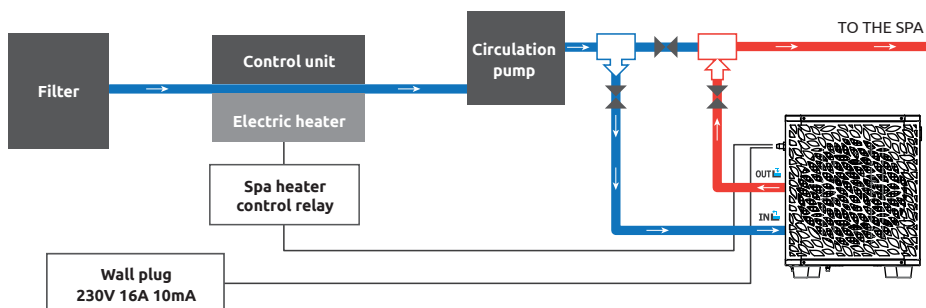 TO THE SPA
Circulation
pump
Control unit
Filter
Electric heater
OUT
Spa heater
control relay
IN
Wall plug
230V 16A 10mA